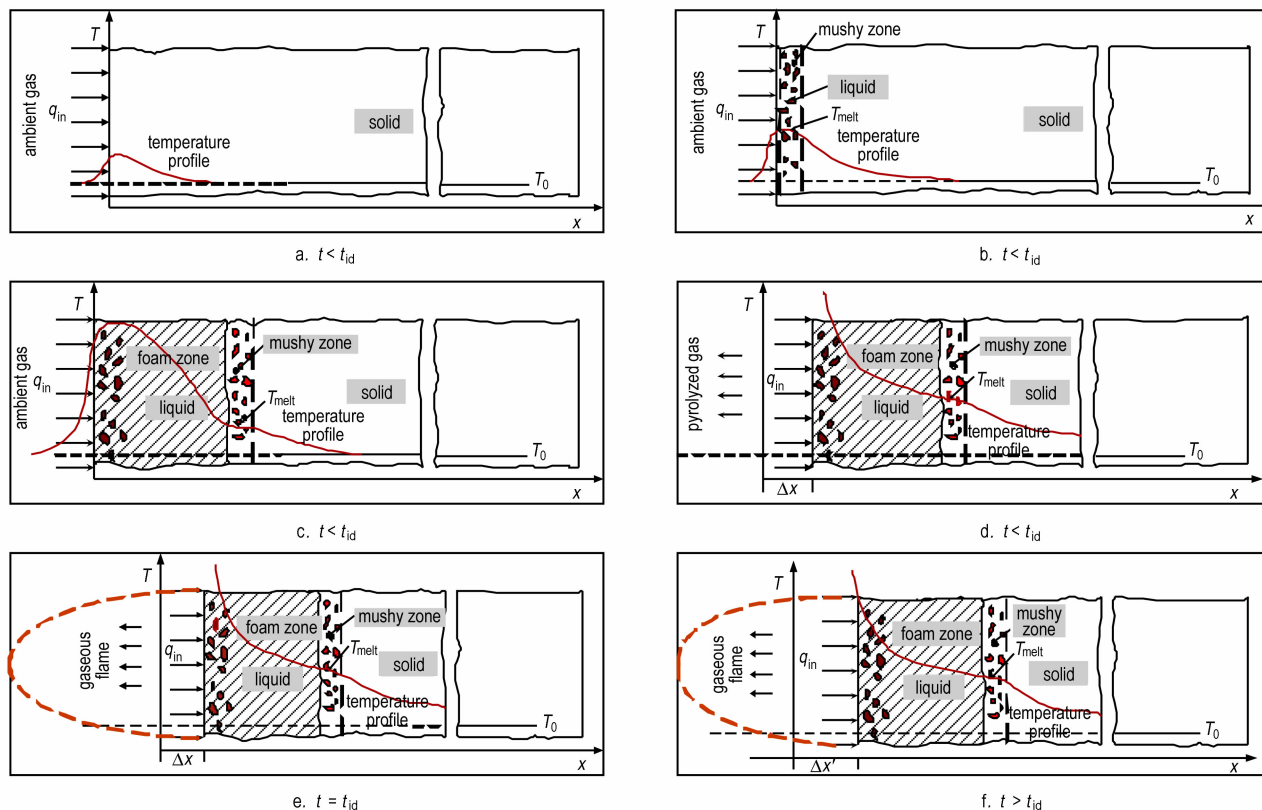 T
ambient gas
q_in
temperature
profile
solid
T_0
x
a. t < t_id
T
mushy zone
ambient gas
q_in
liquid
T_melt
temperature
profile
solid
T_0
x
b. t < t_id
T
ambient gas
q_in
foam zone
mushy zone
liquid
T_melt
temperature
profile
solid
T_0
x
c. t < t_id
T
pyrolyzed gas
q_in
foam zone
mushy zone
T_melt
liquid
solid
temperature
profile
T_0
Δx
x
d. t < t_id
T
gaseous
flame
q_in
foam zone
mushy zone
T_melt
liquid
solid
temperature
profile
T_0
Δx
x
e. t = t_id
T
gaseous
flame
q_in
foam zone
mushy
zone
T_melt
liquid
solid
temperature
profile
T_0
Δx′
x
f. t > t_id